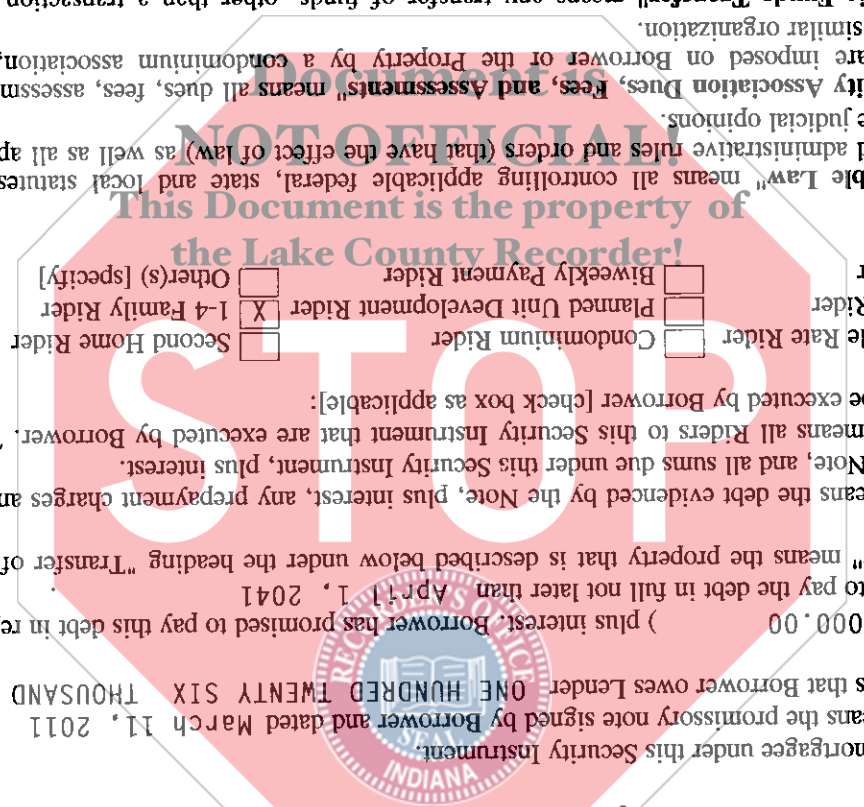 Document is
NOT OFFICIAL!
This Document is the property of
the Lake County Recorder!
STOP
RECORDER'S OFFICE
SEAL
INDIANA
under this Security Instrument.
the promissory note signed by Borrower and dated March 11, 2011
that Borrower owes Lender ONE HUNDRED TWENTY SIX THOUSAND
000.00 ) plus interest. Borrower has promised to pay this debt in
to pay the debt in full not later than April 1, 2041 .
" means the property that is described below under the heading "Transfer of
means the debt evidenced by the Note, plus interest, any prepayment charges
Note, and all sums due under this Security Instrument, plus interest.
means all Riders to this Security Instrument that are executed by Borrower.
be executed by Borrower [check box as applicable]:
Rate Rider Condominium Rider Second Home Rider
Rider Planned Unit Development Rider X 1-4 Family Rider
Biweekly Payment Rider Other(s) [specify]
Law" means all controlling applicable federal, state and local statutes
administrative rules and orders (that have the effect of law) as well as all
judicial opinions.
Association Dues, Fees, and Assessments" means all dues, fees,
are imposed on Borrower or the Property by a condominium association,
similar organization.
Funds Transfer" means any transfer of funds, other than a transaction